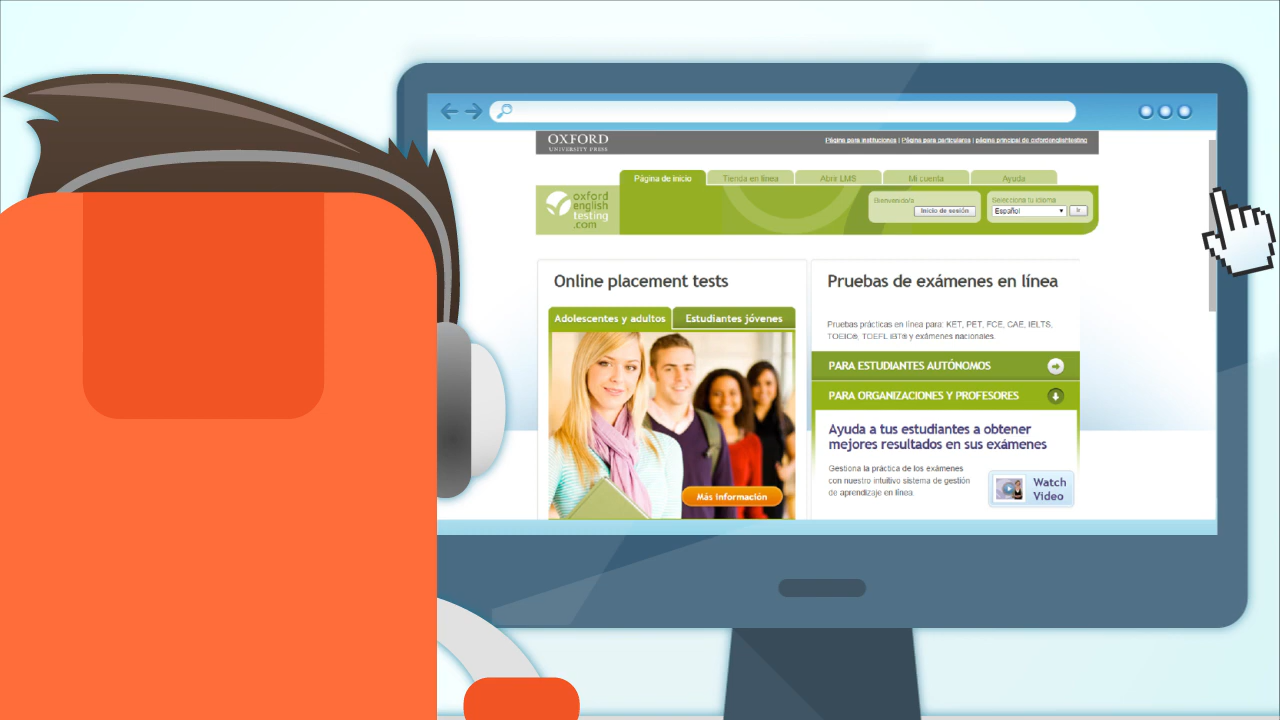 OXFORD
UNIVERSITY PRESS
Página para instituciones | Página para particulares | página principal de oxfordenglishtesting
Página de inicio
Tienda en línea
Abrir LMS
Mi cuenta
Ayuda
oxford
english
testing
.com
Bienvenido/a
Inicio de sesión
Selecciona tu idioma
Español
Ir
Online placement tests
Adolescentes y adultos
Estudiantes jóvenes
Más información
Pruebas de exámenes en línea
Pruebas prácticas en línea para: KET, PET, FCE, CAE, IELTS,
TOEIC®, TOEFL IBT® y exámenes nacionales.
PARA ESTUDIANTES AUTÓNOMOS
PARA ORGANIZACIONES Y PROFESORES
Ayuda a tus estudiantes a obtener
mejores resultados en sus exámenes
Gestiona la práctica de los exámenes
con nuestro intuitivo sistema de gestión
de aprendizaje en línea.
Watch
Video